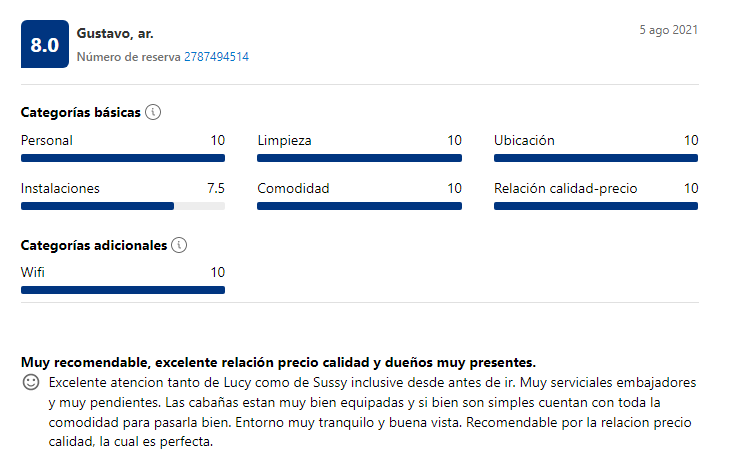 8.0
Gustavo, ar.
5 ago 2021
Número de reserva 2787494514
Categorías básicas
Personal 10
Limpieza 10
Ubicación 10
Instalaciones 7.5
Comodidad 10
Relación calidad-precio 10
Categorías adicionales
Wifi 10
Muy recomendable, excelente relación precio calidad y dueños muy presentes.
Excelente atencion tanto de Lucy como de Sussy inclusive desde antes de ir. Muy serviciales embajadores
y muy pendientes. Las cabañas estan muy bien equipadas y si bien son simples cuentan con toda la
comodidad para pasarla bien. Entorno muy tranquilo y buena vista. Recomendable por la relacion precio
calidad, la cual es perfecta.